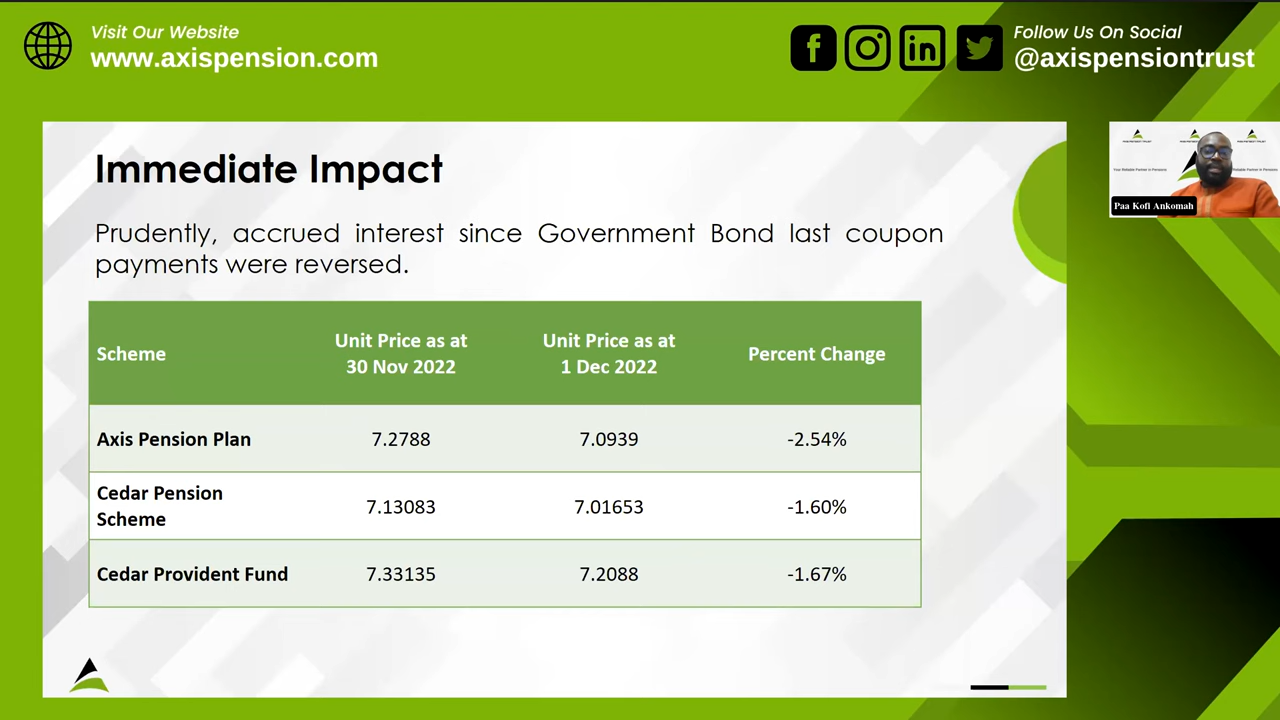 Visit Our Website
www.axispension.com
Follow Us On Social
@axispensiontrust
Immediate Impact
Prudently, accrued interest since Government Bond last coupon
payments were reversed.
Scheme
Unit Price as at
30 Nov 2022
Unit Price as at
1 Dec 2022
Percent Change
Axis Pension Plan
7.2788
7.0939
-2.54%
Cedar Pension
Scheme
7.13083
7.01653
-1.60%
Cedar Provident Fund
7.33135
7.2088
-1.67%
Paa Kofi Ankomah